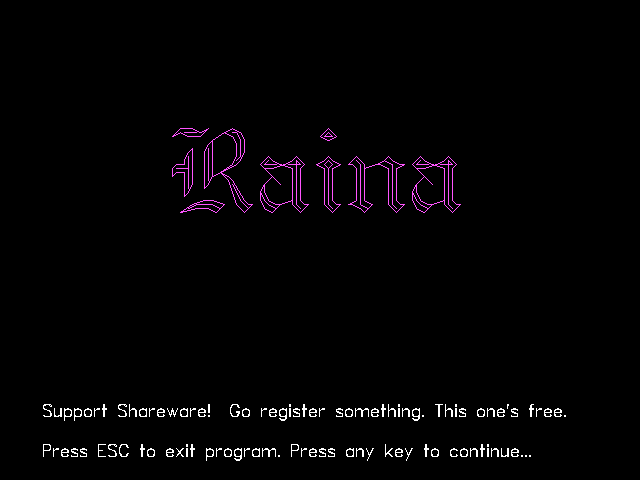 Raina
Support Shareware!  Go register something. This one's free.
Press ESC to exit program. Press any key to continue...